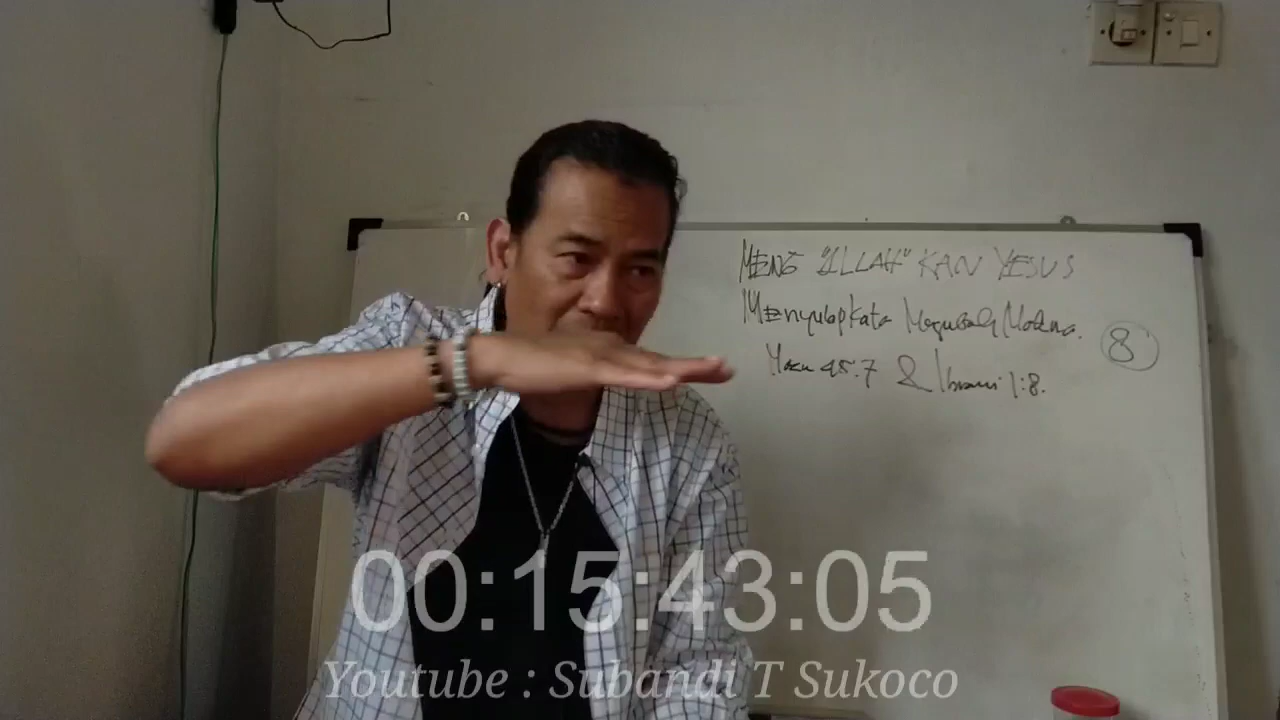 MENG "ILLAH" KAN YESUS
Menyulap Kata Mengubah Makna.
Mazm 45.7 & Ibrani 1:8.
8
00:15:43:05
Youtube : Subandi T Sukoco